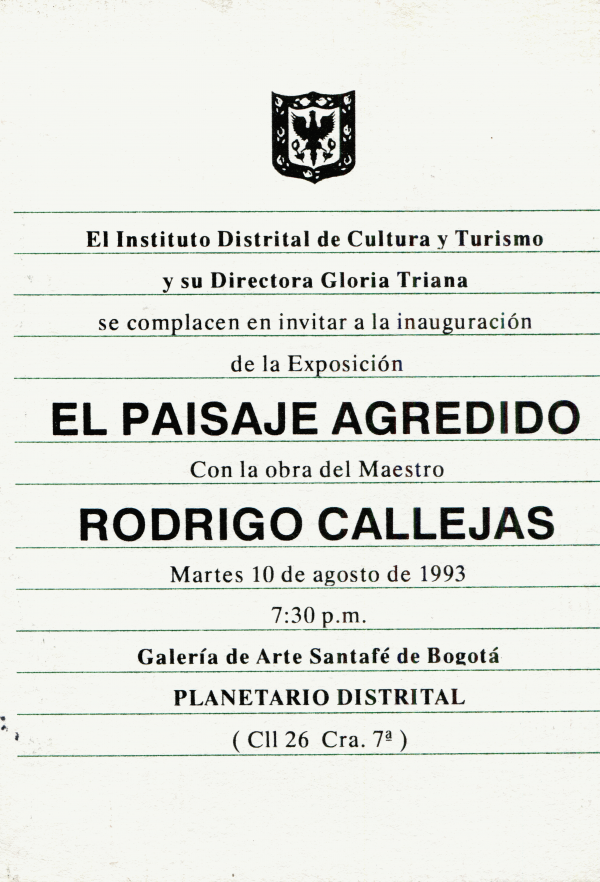 El Instituto Distrital de Cultura y Turismo
y su Directora Gloria Triana
se complacen en invitar a la inauguración
de la Exposición
EL PAISAJE AGREDIDO
Con la obra del Maestro
RODRIGO CALLEJAS
Martes 10 de agosto de 1993
7:30 p.m.
Galería de Arte Santafé de Bogotá
PLANETARIO DISTRITAL
( Cll 26 Cra. 7ª )